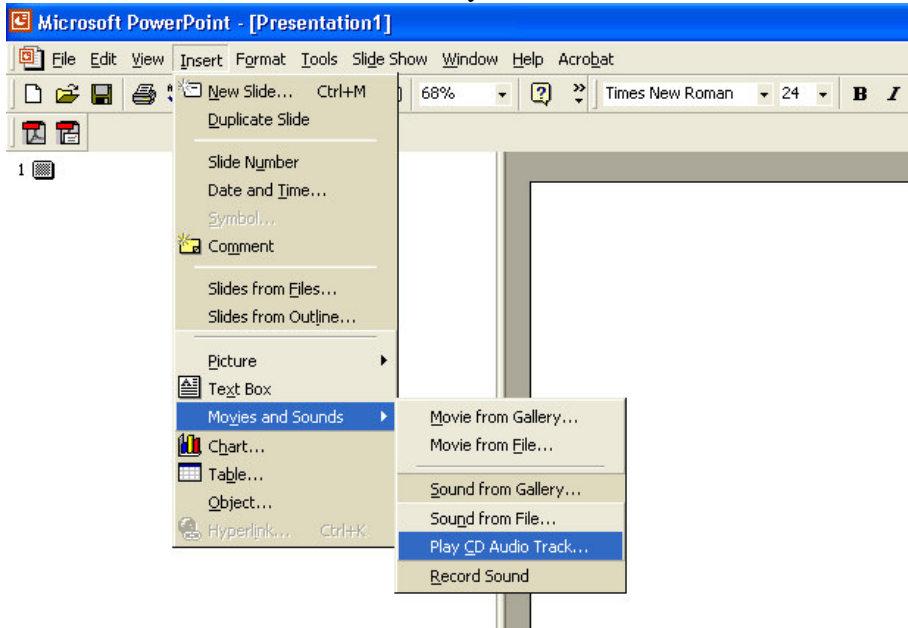 Microsoft PowerPoint - [Presentation1]
File Edit View Insert Format Tools Slide Show Window Help Acrobat
68% Times New Roman 24 B I
New Slide... Ctrl+M
Duplicate Slide
1
Slide Number
Date and Time...
Symbol...
Comment
Slides from Files...
Slides from Outline...
Picture
Text Box
Movies and Sounds
Chart...
Table...
Object...
Hyperlink... Ctrl+K
Movie from Gallery...
Movie from File...
Sound from Gallery...
Sound from File...
Play CD Audio Track...
Record Sound